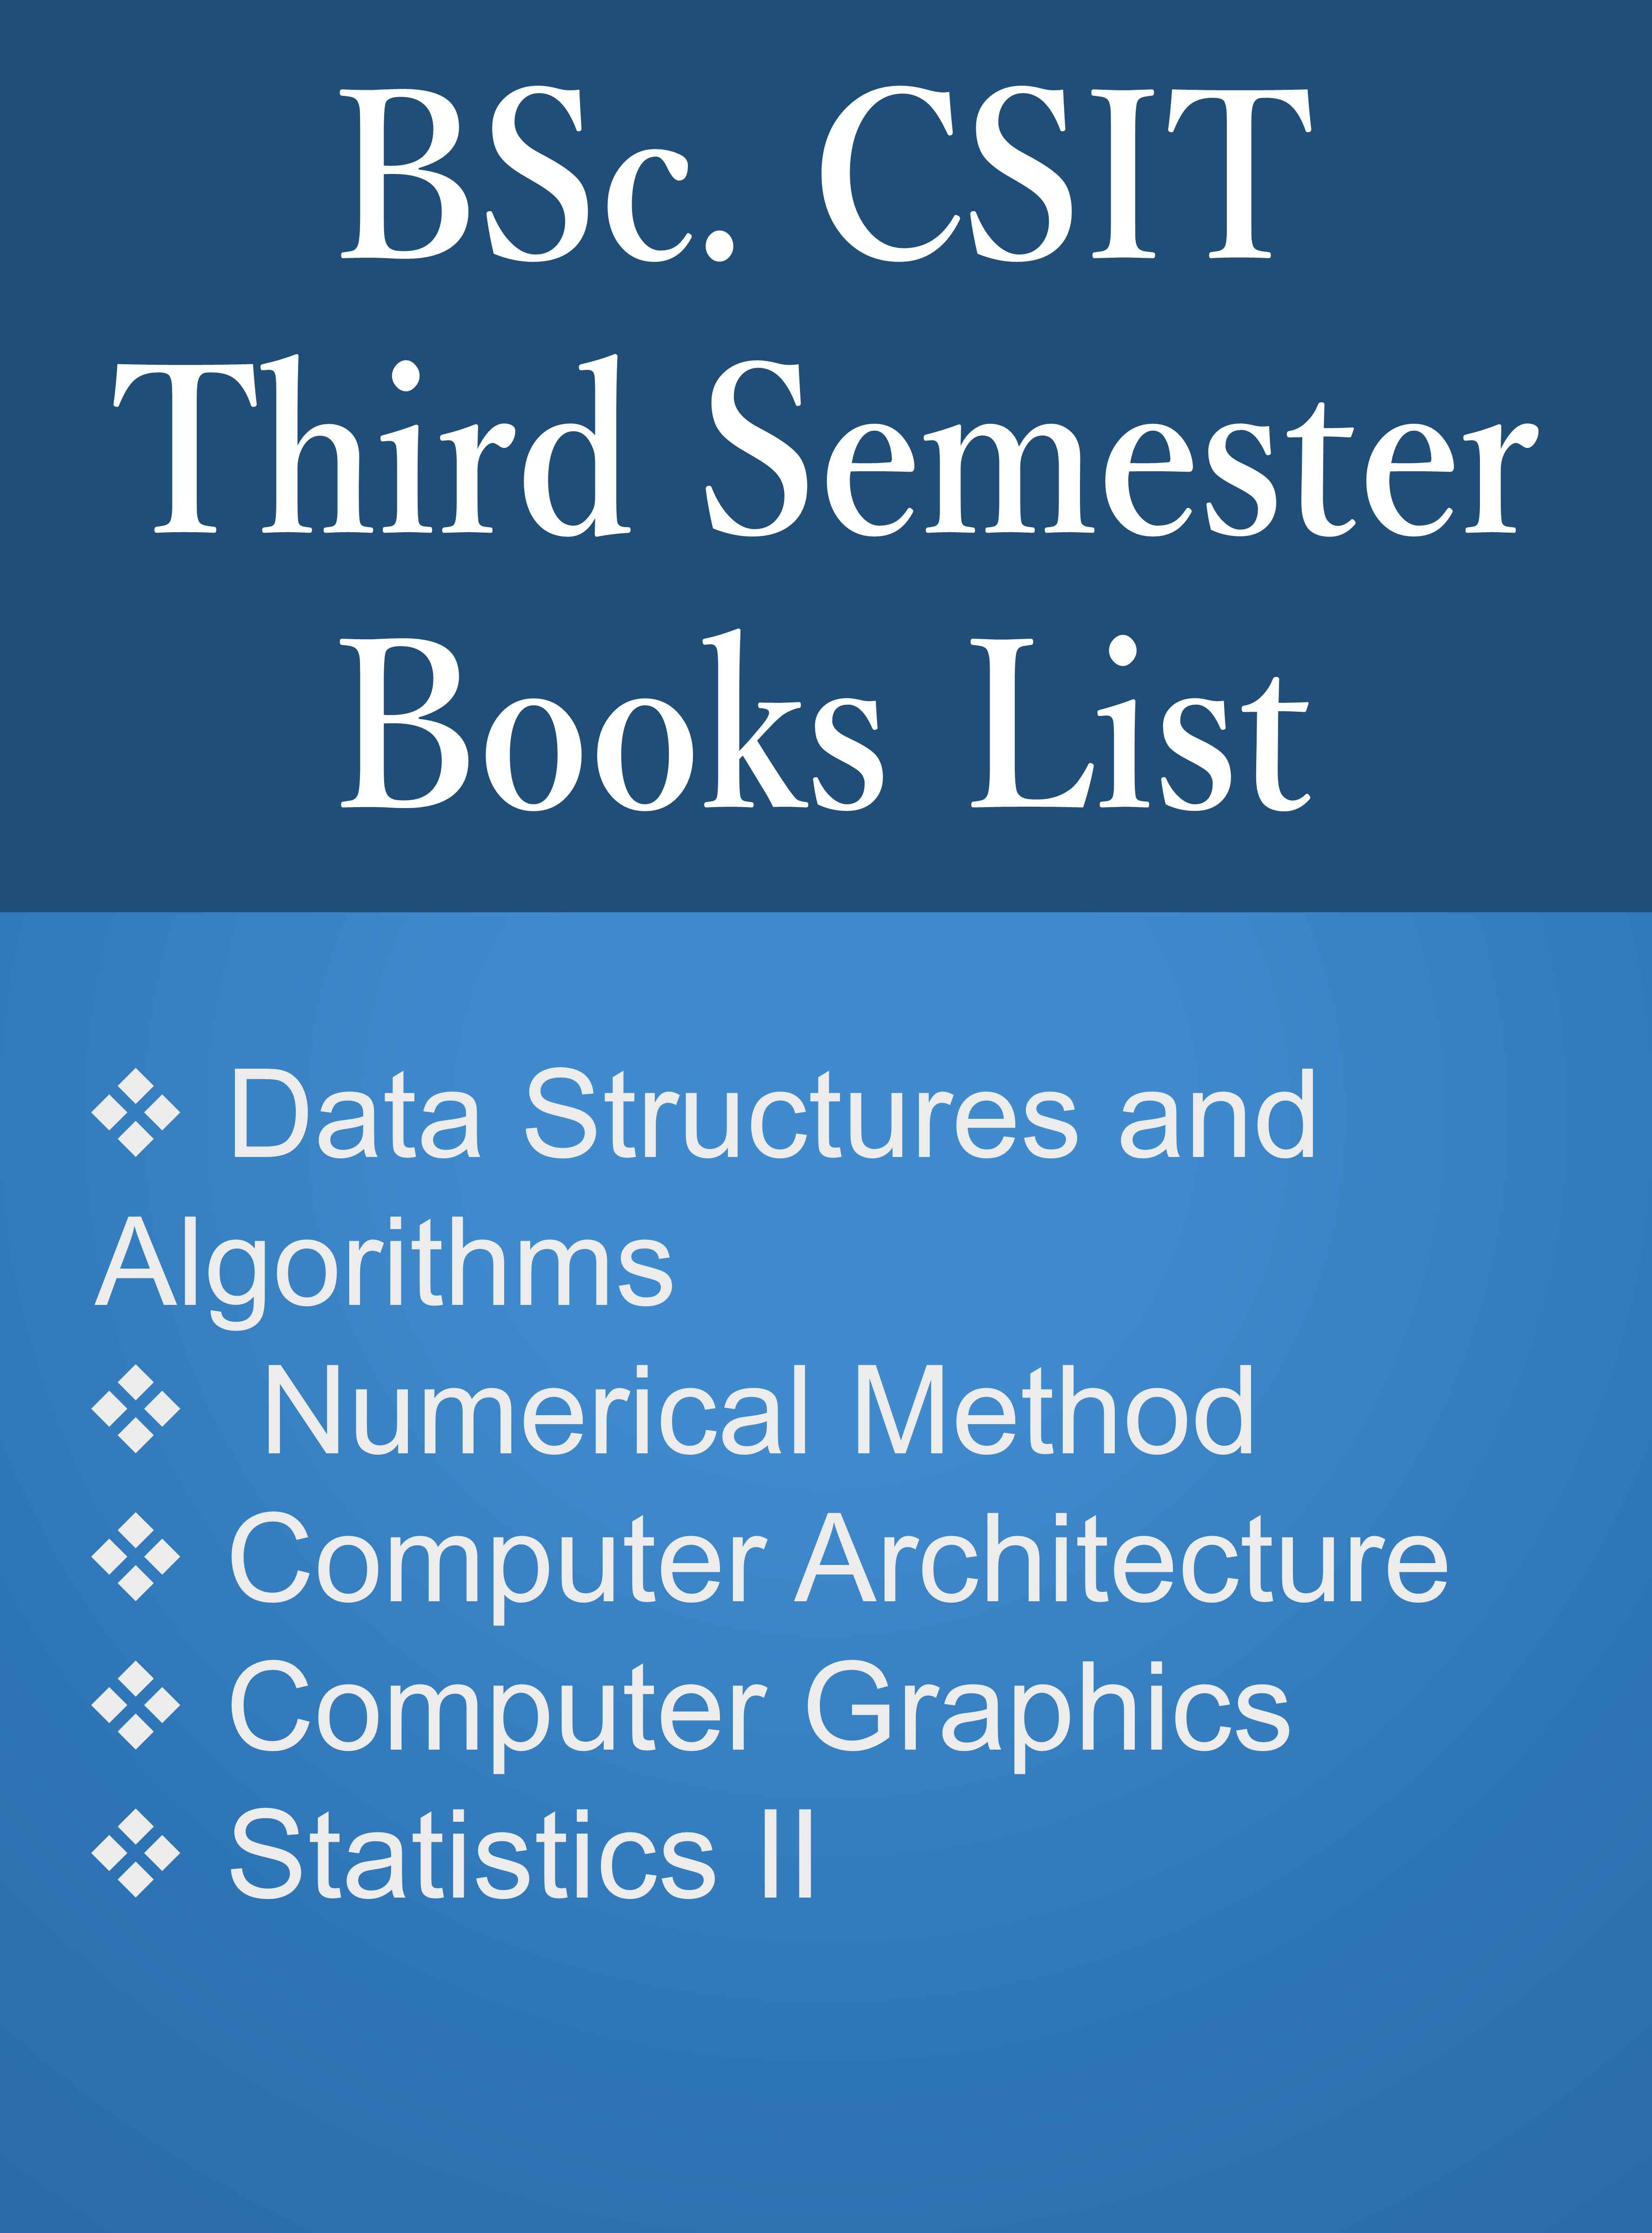 BSc. CSIT
Third Semester
Books List
❖ Data Structures and
Algorithms
❖ Numerical Method
❖ Computer Architecture
❖ Computer Graphics
❖ Statistics II